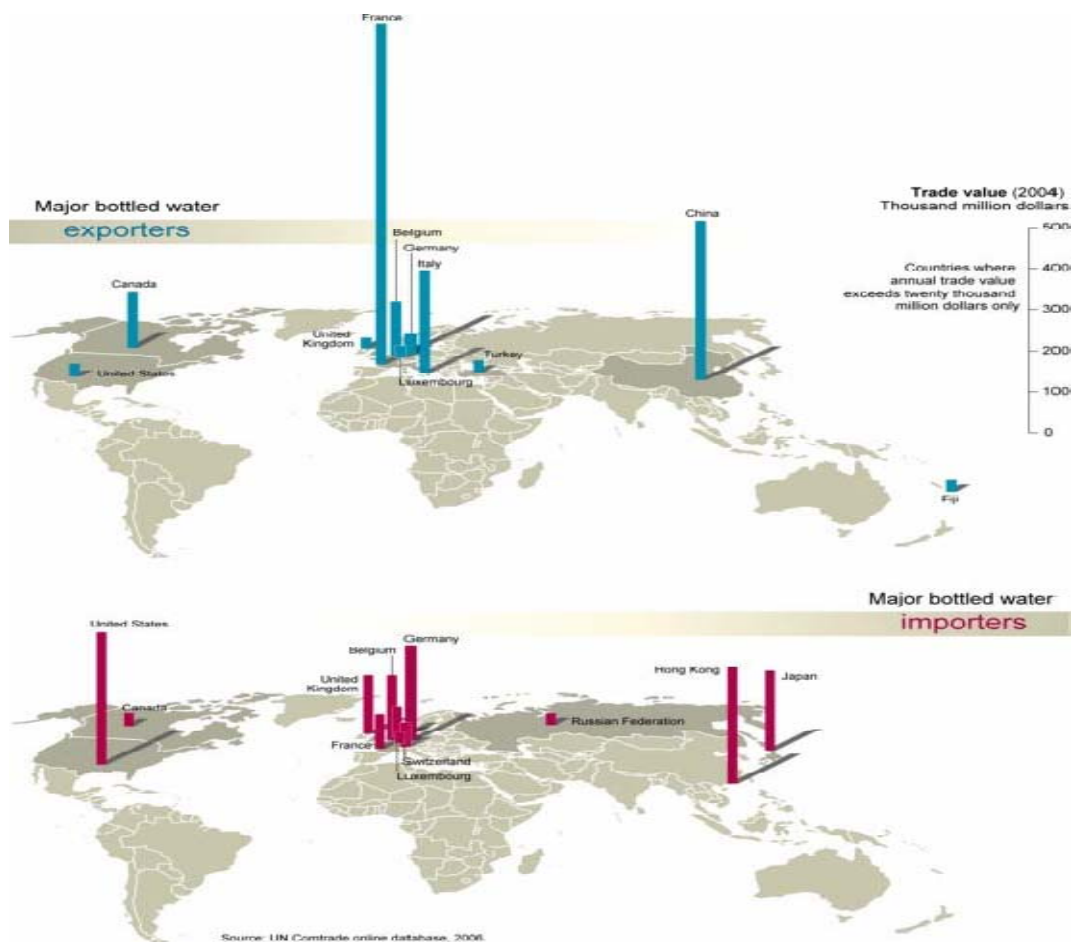 France
Major bottled water
exporters
Trade value (2004)
Thousand million dollars
China
Belgium
Germany
Italy
Canada
Countries where
annual trade value
exceeds twenty thousand
million dollars only
5000
4000
3000
2000
1000
0
United
Kingdom
Turkey
United States
Luxembourg
Fiji
Major bottled water
importers
United States
Germany
Belgium
Hong Kong
United
Kingdom
Japan
Canada
Russian Federation
France
Switzerland
Luxembourg
Source: UN Comtrade online database, 2006